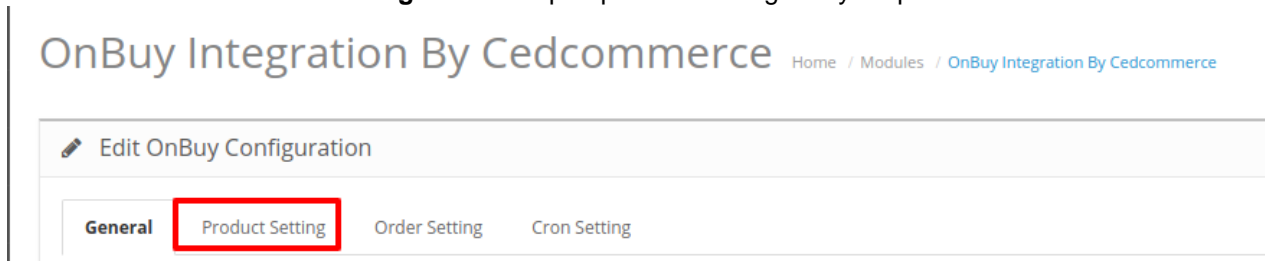 OnBuy Integration By Cedcommerce Home / Modules / OnBuy Integration By Cedcommerce
Edit OnBuy Configuration
General Product Setting Order Setting Cron Setting